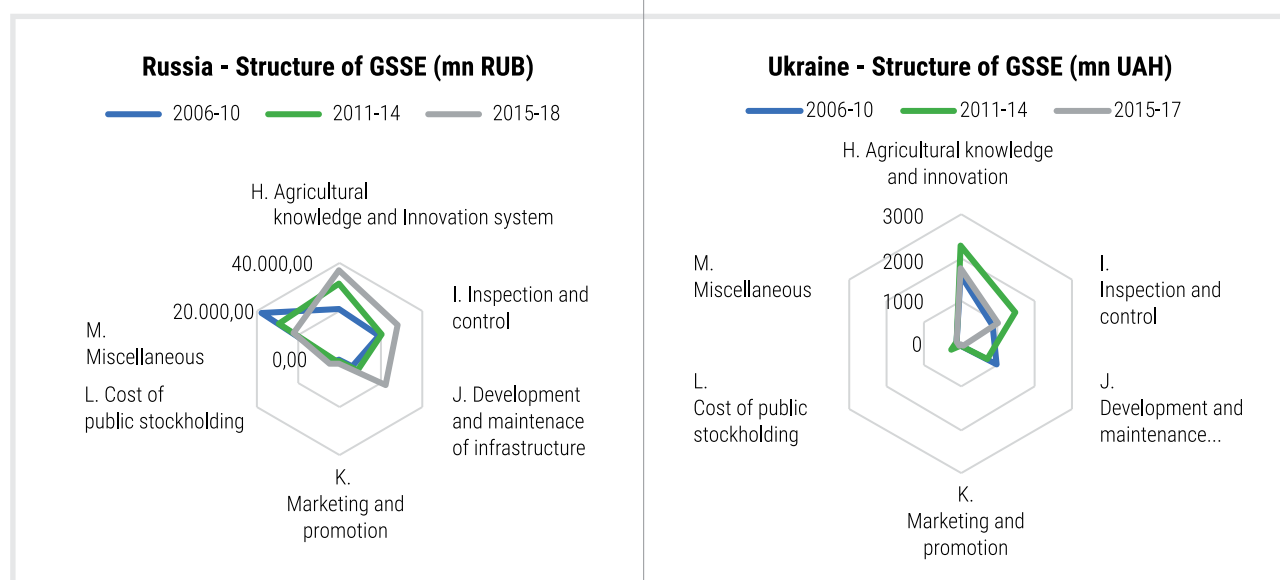 Russia - Structure of GSSE (mn RUB)
2006-10
2011-14
2015-18
H. Agricultural
knowledge and Innovation system
40.000,00
20.000,00
0,00
I. Inspection and
control
J. Development
and maintenace
of infrastructure
K.
Marketing and
promotion
L. Cost of
public stockholding
M.
Miscellaneous
Ukraine - Structure of GSSE (mn UAH)
2006-10
2011-14
2015-17
H. Agricultural knowledge
and innovation
3000
2000
1000
0
I.
Inspection and
control
J.
Development and
maintenance...
K.
Marketing and
promotion
L.
Cost of public
stockholding
M.
Miscellaneous